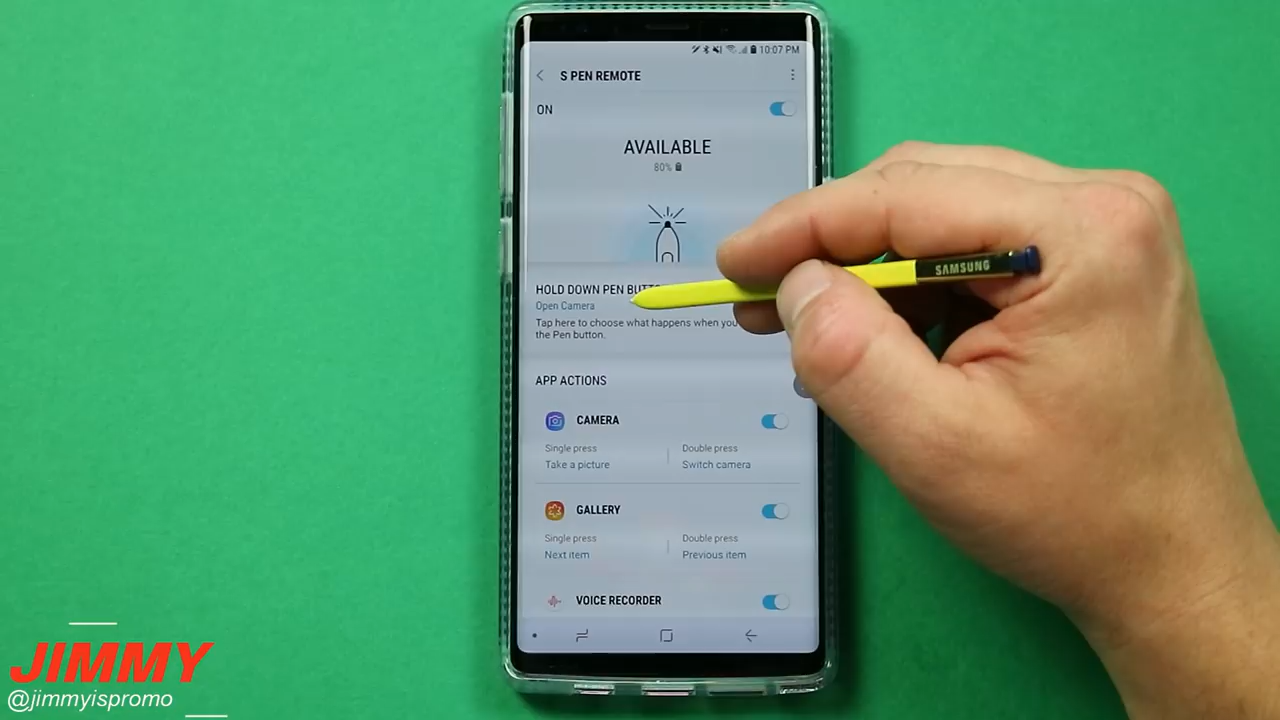 10:07 PM
S PEN REMOTE
ON
AVAILABLE
80%
HOLD DOWN PEN
Open Camera
Tap here to choose what happens when you
the Pen button.
APP ACTIONS
CAMERA
Single press
Double press
Take a picture
Switch camera
GALLERY
Single press
Double press
Next item
Previous item
VOICE RECORDER
SAMSUNG
JIMMY
@jimmyispromo